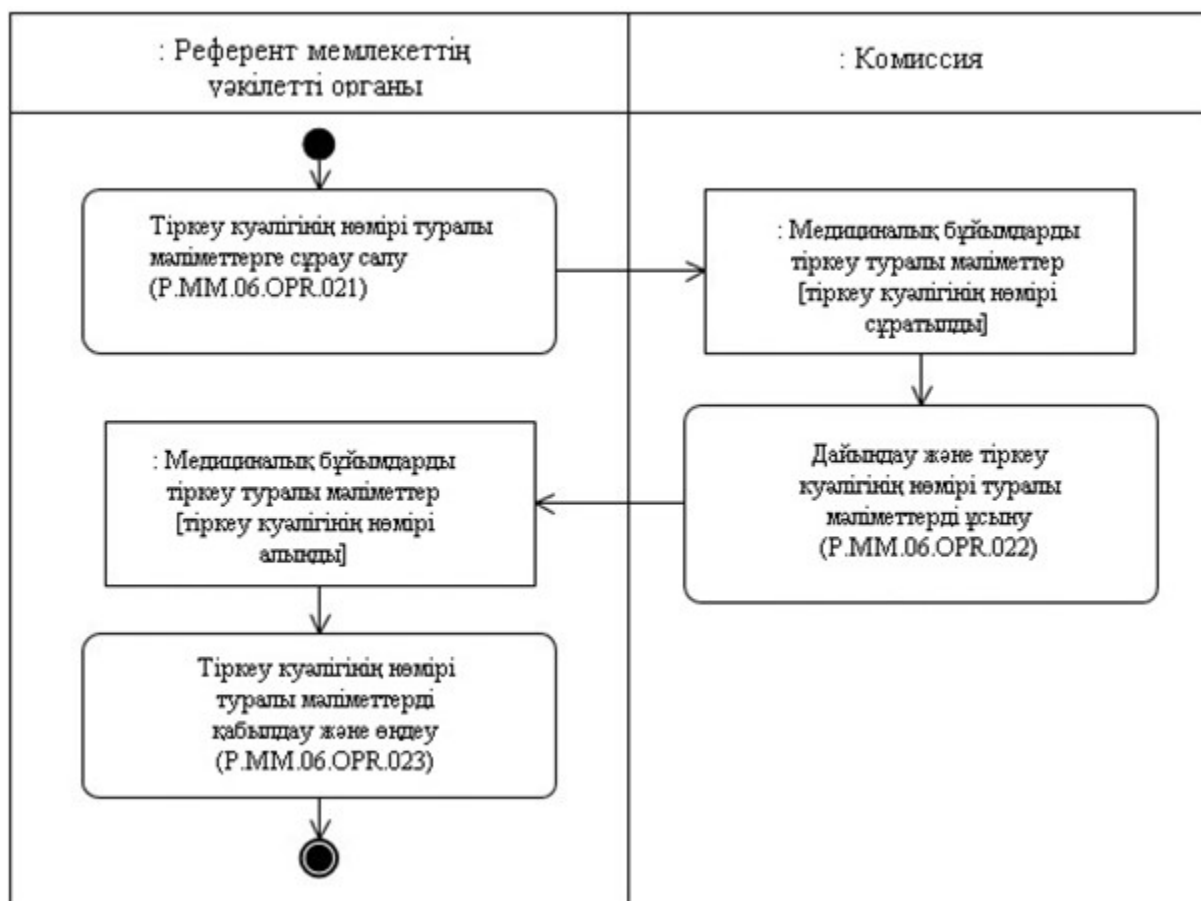 : Референт мемлекеттің
уәкілетті органы
: Комиссия
Тіркеу куәлігінің нөмірі туралы
мәліметтерге сұрау салу
(P.MM.06.OPR.021)
: Медициналық бұйымдарды
тіркеу туралы мәліметтер
[тіркеу куәлігінің нөмірі
сұратылды]
Дайындау және тіркеу
куәлігінің нөмірі туралы
мәліметтерді ұсыну
(P.MM.06.OPR.022)
: Медициналық бұйымдарды
тіркеу туралы мәліметтер
[тіркеу куәлігінің нөмірі
алынды]
Тіркеу куәлігінің нөмірі
туралы мәліметтерді
қабылдау және өңдеу
(P.MM.06.OPR.023)